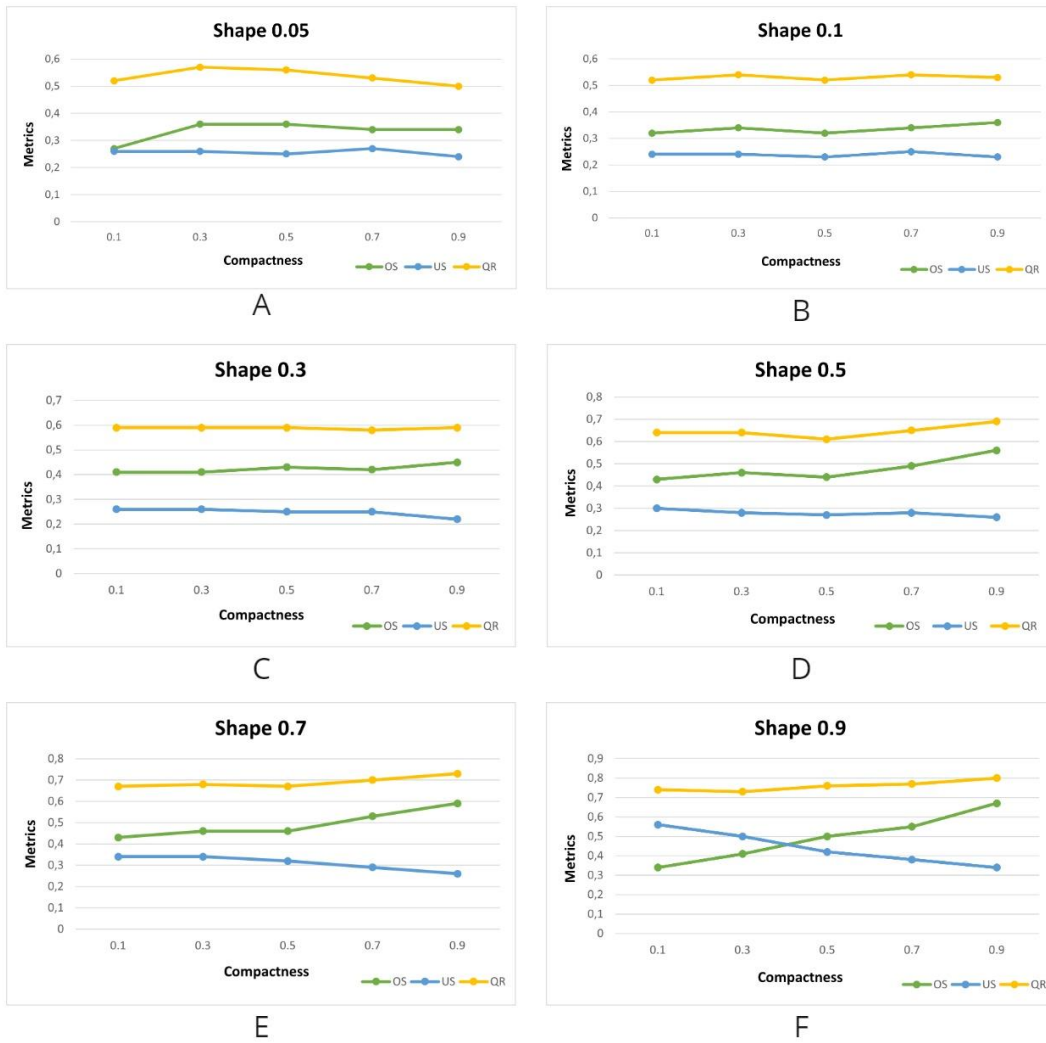 Shape 0.05
0,6
0,5
0,4
0,3
0,2
0,1
0
Metrics
0.1 0.3 0.5 0.7 0.9
Compactness
OS US QR
A
Shape 0.1
0,6
0,5
0,4
0,3
0,2
0,1
0
Metrics
0.1 0.3 0.5 0.7 0.9
Compactness
OS US QR
B
Shape 0.3
0,7
0,6
0,5
0,4
0,3
0,2
0,1
0
Metrics
0.1 0.3 0.5 0.7 0.9
Compactness
OS US QR
C
Shape 0.5
0,8
0,7
0,6
0,5
0,4
0,3
0,2
0,1
0
Metrics
0.1 0.3 0.5 0.7 0.9
Compactness
OS US QR
D
Shape 0.7
0,8
0,7
0,6
0,5
0,4
0,3
0,2
0,1
0
Metrics
0.1 0.3 0.5 0.7 0.9
Compactness
OS US QR
E
Shape 0.9
0,9
0,8
0,7
0,6
0,5
0,4
0,3
0,2
0,1
0
Metrics
0.1 0.3 0.5 0.7 0.9
Compactness
OS US QR
F